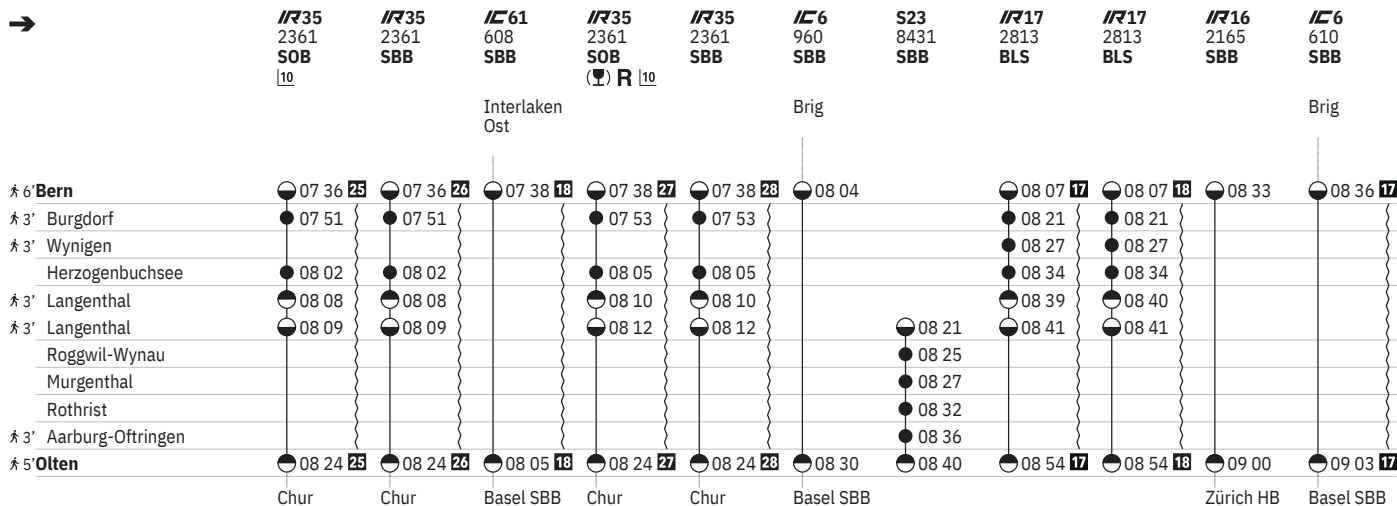 IR35 IR35 IC61 IR35 IR35 IC6 S23 IR17 IR17 IR16 IC6
2361 2361 608 2361 2361 960 8431 2813 2813 2165 610
SOB SBB SBB SOB SBB SBB SBB BLS BLS SBB SBB
10 R 10
Interlaken Brig Brig
Ost
6' Bern 07 36 25 07 36 26 07 38 18 07 38 27 07 38 28 08 04 08 07 17 08 07 18 08 33 08 36 17
3' Burgdorf 07 51 07 51 07 53 07 53 08 21 08 21
3' Wynigen 08 27 08 27
Herzogenbuchsee 08 02 08 02 08 05 08 05 08 34 08 34
3' Langenthal 08 08 08 08 08 10 08 10 08 39 08 40
3' Langenthal 08 09 08 09 08 12 08 12 08 21 08 41 08 41
Roggwil-Wynau 08 25
Murgenthal 08 27
Rothrist 08 32
3' Aarburg-Oftringen 08 36
5' Olten 08 24 25 08 24 26 08 05 18 08 24 27 08 24 28 08 30 08 40 08 54 17 08 54 18 09 00 09 03 17
Chur Chur Basel SBB Chur Chur Basel SBB Zürich HB Basel SBB